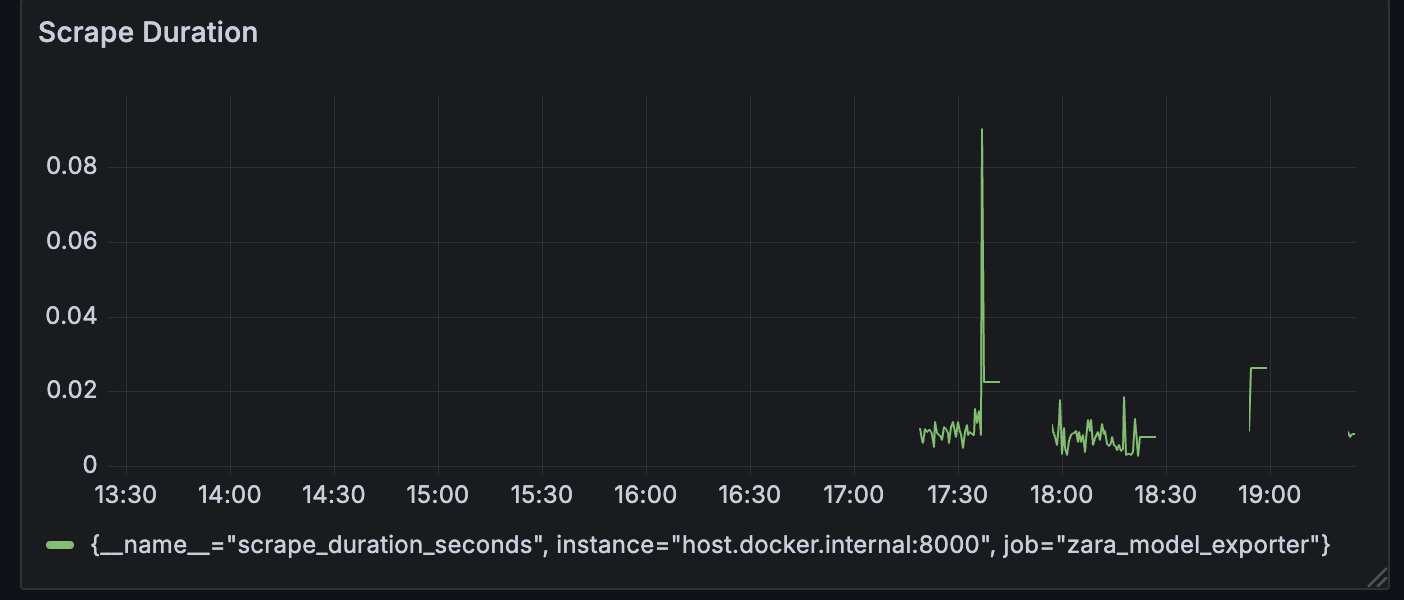 Scrape Duration
0.08
0.06
0.04
0.02
0
13:30 14:00 14:30 15:00 15:30 16:00 16:30 17:00 17:30 18:00 18:30 19:00
{__name__="scrape_duration_seconds", instance="host.docker.internal:8000", job="zara_model_exporter"}